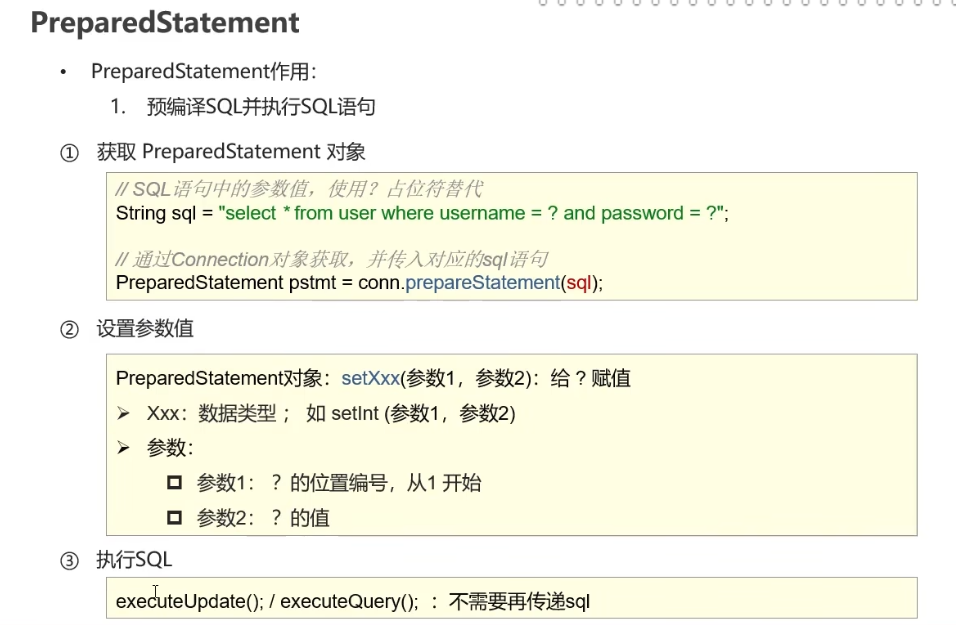 PreparedStatement
• PreparedStatement作用：
1. 预编译SQL并执行SQL语句
① 获取 PreparedStatement 对象
// SQL语句中的参数值，使用？占位符替代
String sql = "select * from user where username = ? and password = ?";
// 通过Connection对象获取，并传入对应的sql语句
PreparedStatement pstmt = conn.prepareStatement(sql);
② 设置参数值
PreparedStatement对象：setXxx(参数1，参数2)：给 ? 赋值
➢ Xxx：数据类型 ； 如 setInt (参数1，参数2)
➢ 参数：
参数1： ？的位置编号，从1 开始
参数2： ？的值
③ 执行SQL
executeUpdate(); / executeQuery(); ：不需要再传递sql